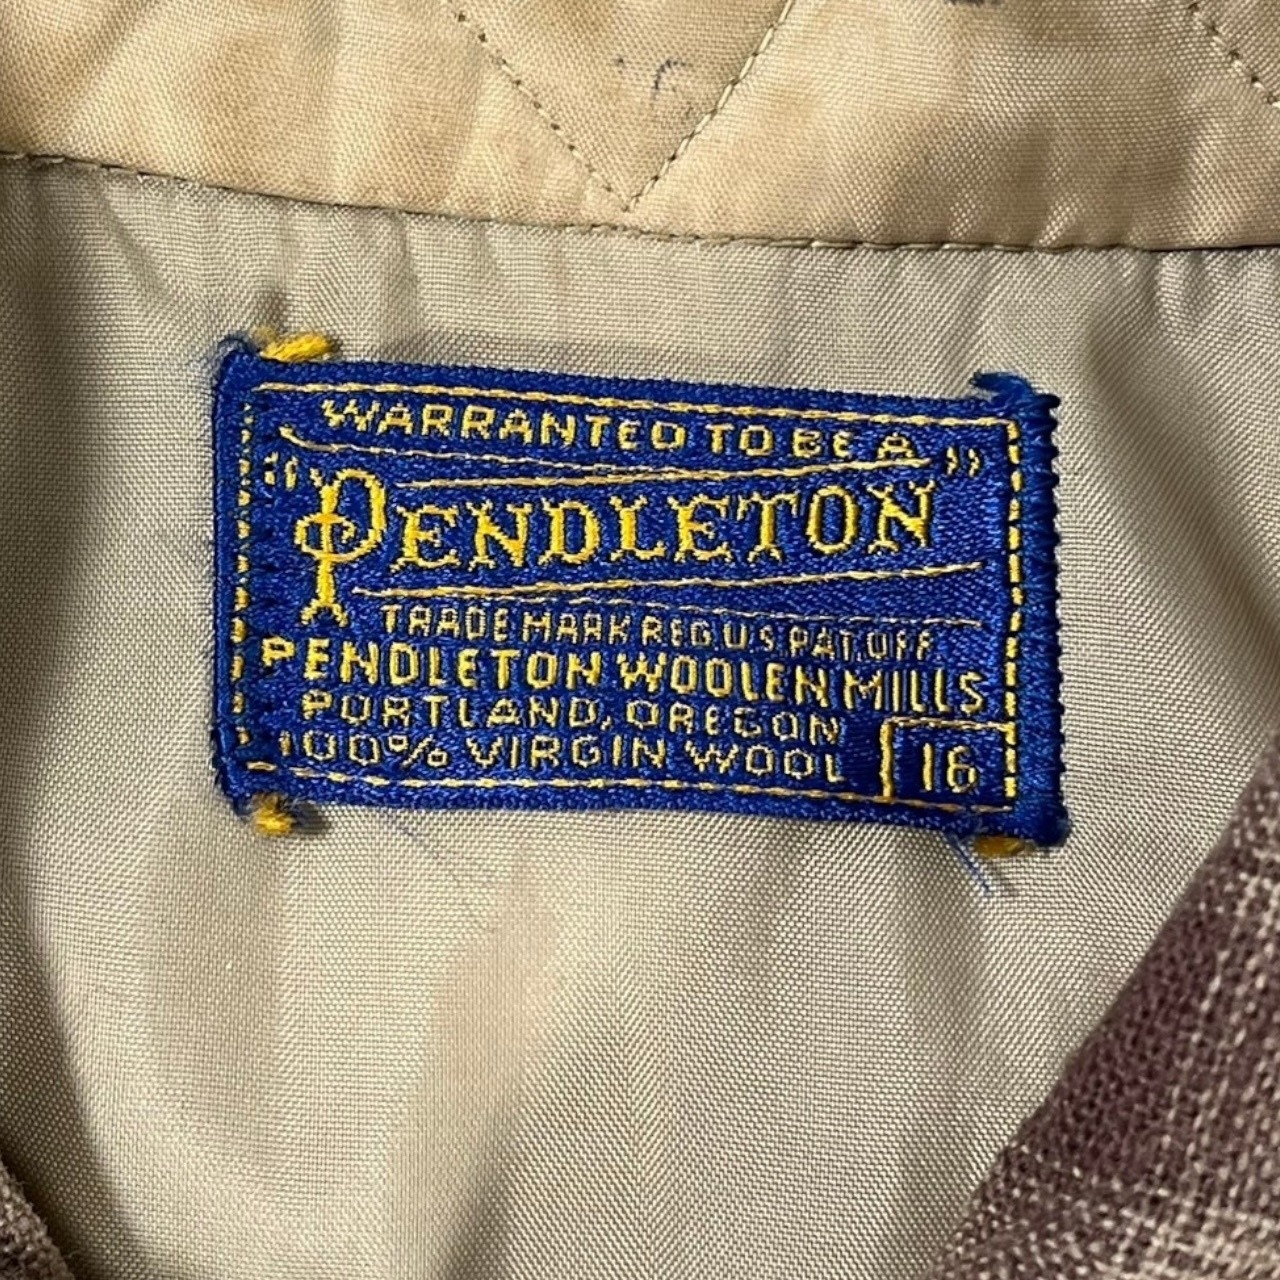 WARRANTED TO BE A
"PENDLETON"
TRADE MARK REG. U.S. PAT. OFF.
PENDLETON WOOLEN MILLS
PORTLAND, OREGON
100% VIRGIN WOOL
16